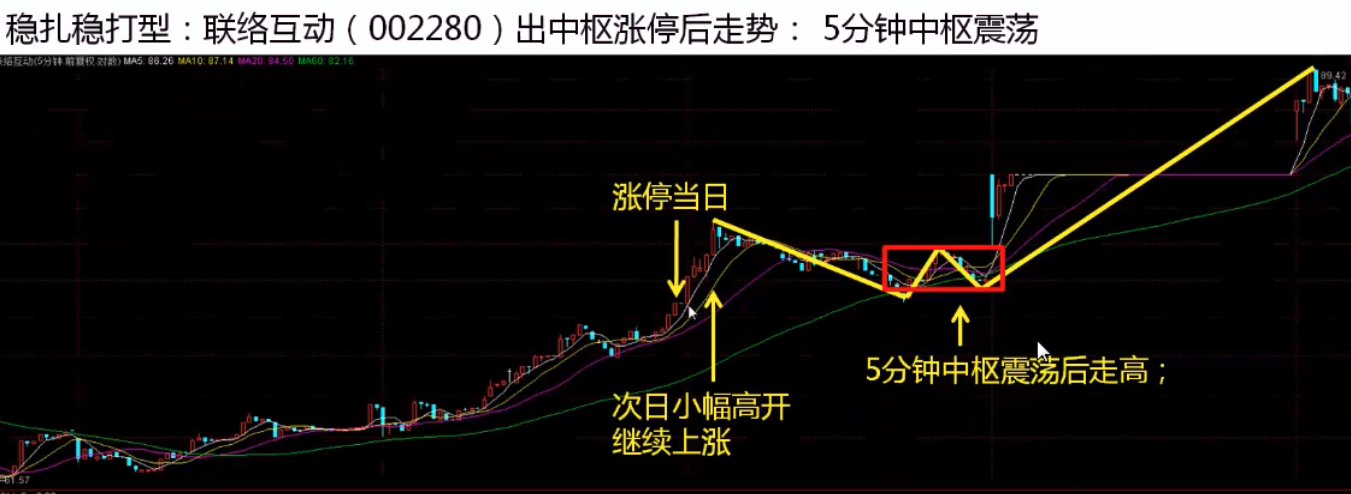 稳扎稳打型：联络互动（002280）出中枢涨停后走势： 5分钟中枢震荡
联络互动(5分钟.前复权.对数) MA5: 86.26 MA10: 87.14 MA20: 84.50 MA60: 82.16
89.42
涨停当日
5分钟中枢震荡后走高；
次日小幅高开
继续上涨
61.57